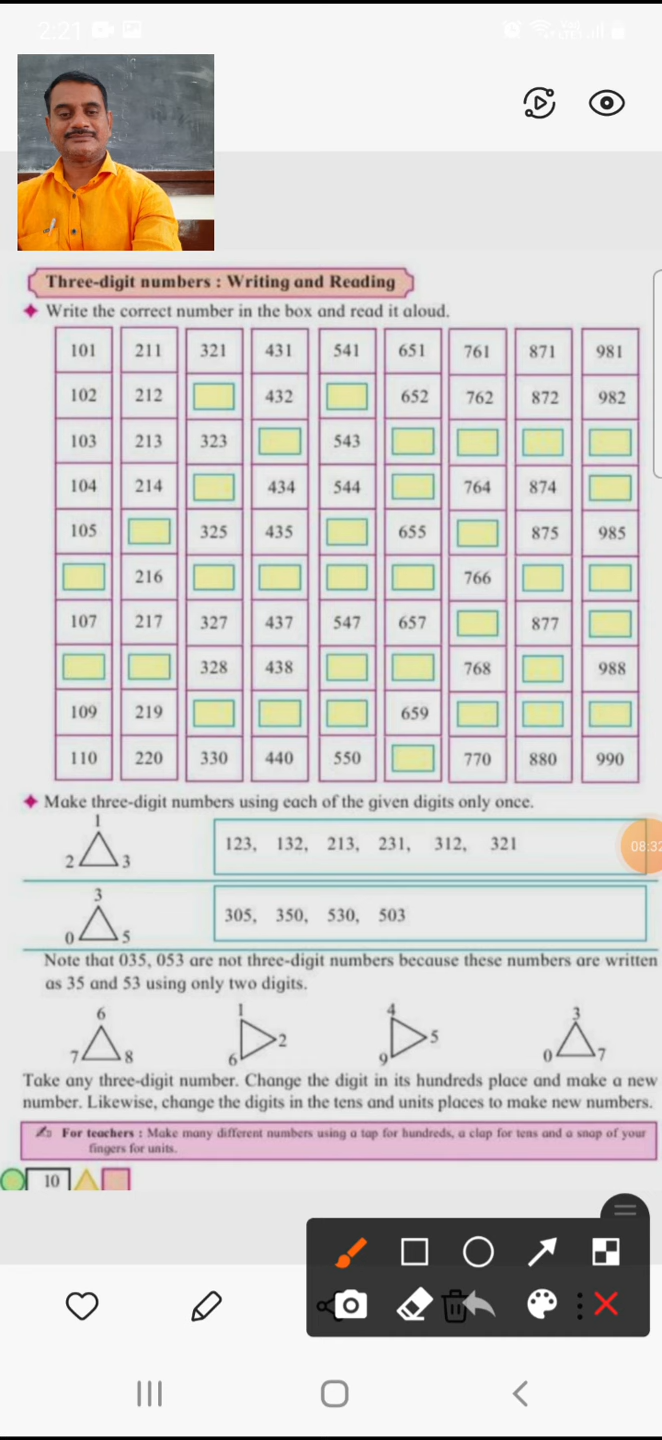 2:21
Three-digit numbers : Writing and Reading
Write the correct number in the box and read it aloud.
101 211 321 431 541 651 761 871 981
102 212 432 652 762 872 982
103 213 323 543
104 214 434 544 764 874
105 325 435 655 875 985
216 766
107 217 327 437 547 657 877
328 438 768 988
109 219 659
110 220 330 440 550 770 880 990
Make three-digit numbers using each of the given digits only once.
1
2 3
123, 132, 213, 231, 312, 321
08:32
3
0 5
305, 350, 530, 503
Note that 035, 053 are not three-digit numbers because these numbers are written
as 35 and 53 using only two digits.
6 1 4 3
7 8 6 2 9 5 0 7
Take any three-digit number. Change the digit in its hundreds place and make a new
number. Likewise, change the digits in the tens and units places to make new numbers.
For teachers : Make many different numbers using a tap for hundreds, a clap for tens and a snap of your
fingers for units.
10